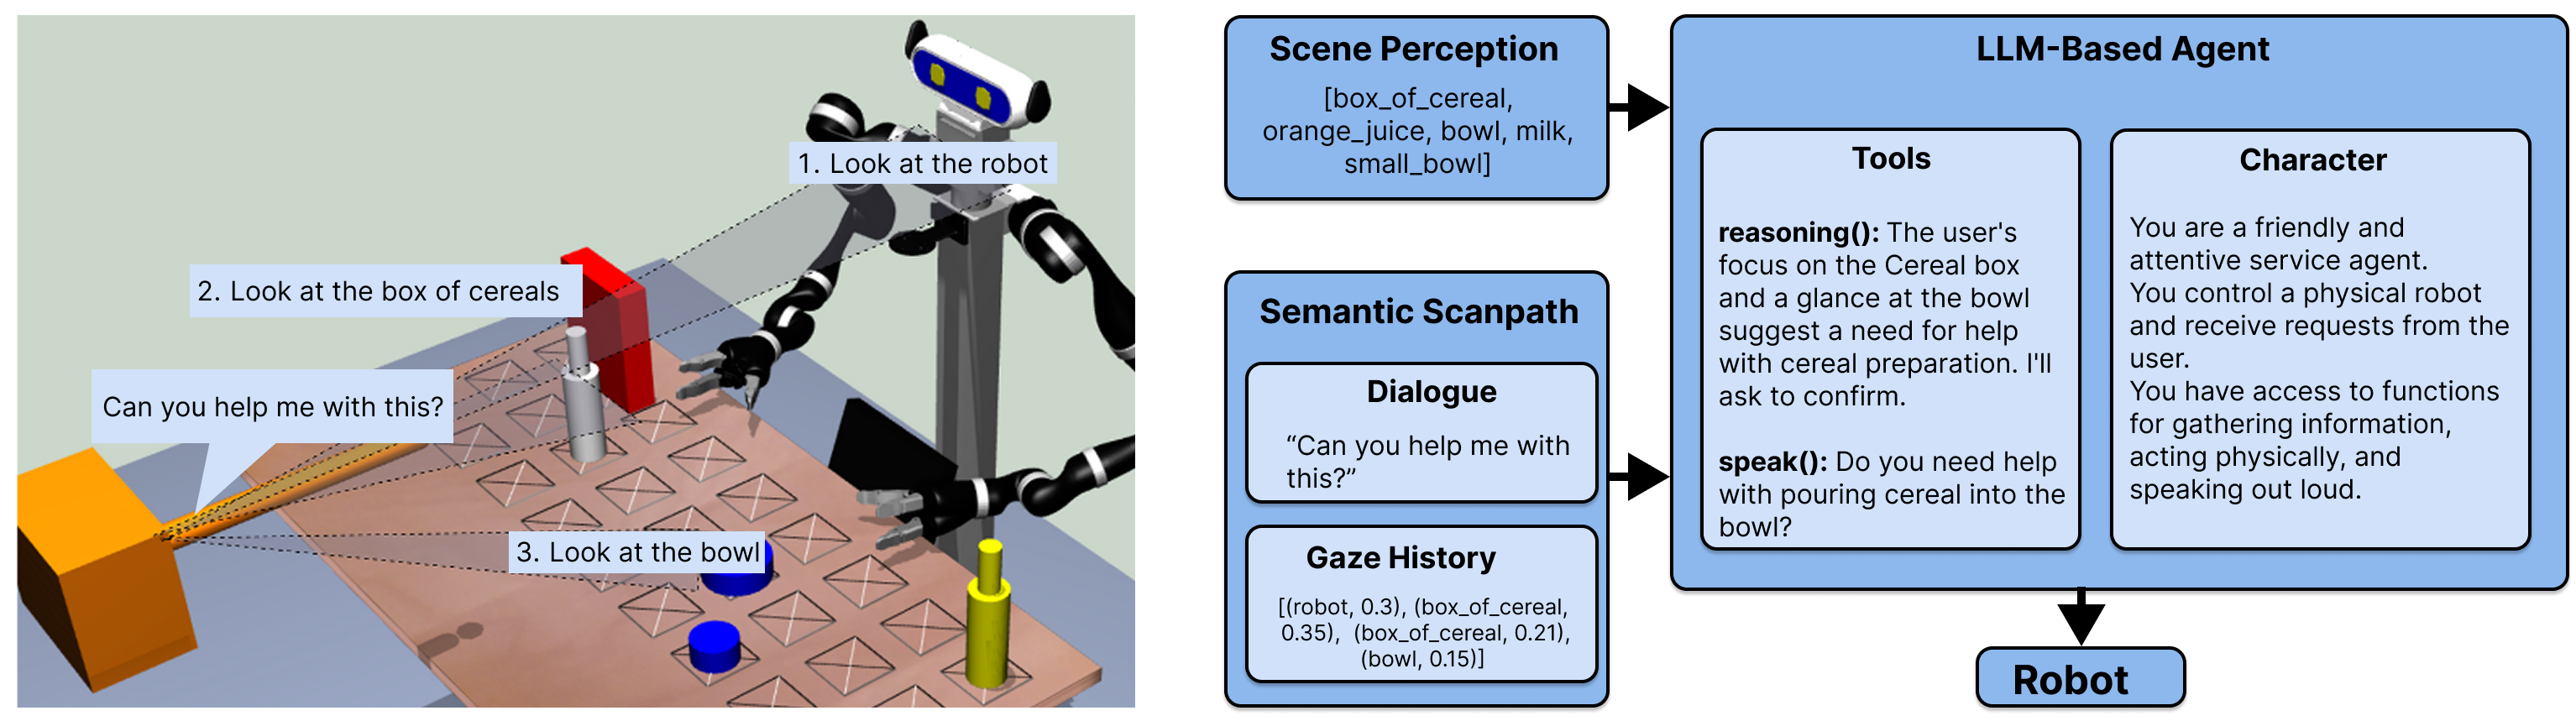 1. Look at the robot
2. Look at the box of cereals
Can you help me with this?
3. Look at the bowl
Scene Perception
[box_of_cereal,
orange_juice, bowl, milk,
small_bowl]
Semantic Scanpath
Dialogue
“Can you help me with
this?”
Gaze History
[(robot, 0.3), (box_of_cereal,
0.35), (box_of_cereal, 0.21),
(bowl, 0.15)]
LLM-Based Agent
Tools
reasoning(): The user's
focus on the Cereal box
and a glance at the bowl
suggest a need for help
with cereal preparation. I'll
ask to confirm.
speak(): Do you need help
with pouring cereal into the
bowl?
Character
You are a friendly and
attentive service agent.
You control a physical robot
and receive requests from the
user.
You have access to functions
for gathering information,
acting physically, and
speaking out loud.
Robot